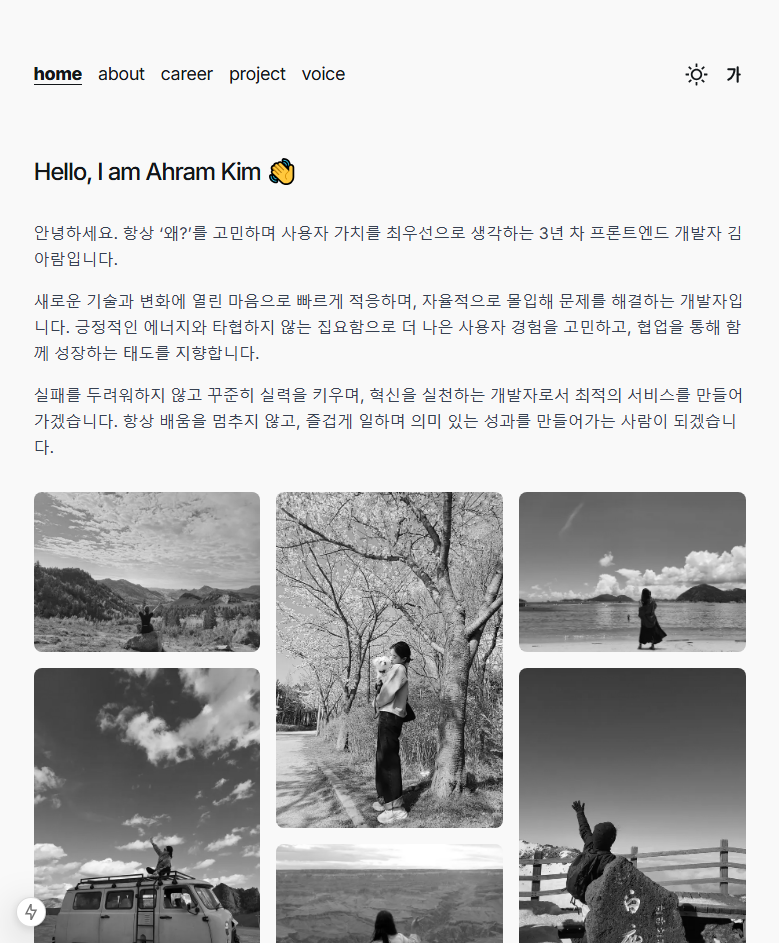 home about career project voice 가
Hello, I am Ahram Kim 👋
안녕하세요. 항상 ‘왜?’를 고민하며 사용자 가치를 최우선으로 생각하는 3년 차 프론트엔드 개발자 김
아람입니다.
새로운 기술과 변화에 열린 마음으로 빠르게 적응하며, 자율적으로 몰입해 문제를 해결하는 개발자입
니다. 긍정적인 에너지와 타협하지 않는 집요함으로 더 나은 사용자 경험을 고민하고, 협업을 통해 함
께 성장하는 태도를 지향합니다.
실패를 두려워하지 않고 꾸준히 실력을 키우며, 혁신을 실천하는 개발자로서 최적의 서비스를 만들어
가겠습니다. 항상 배움을 멈추지 않고, 즐겁게 일하며 의미 있는 성과를 만들어가는 사람이 되겠습니
다.
白